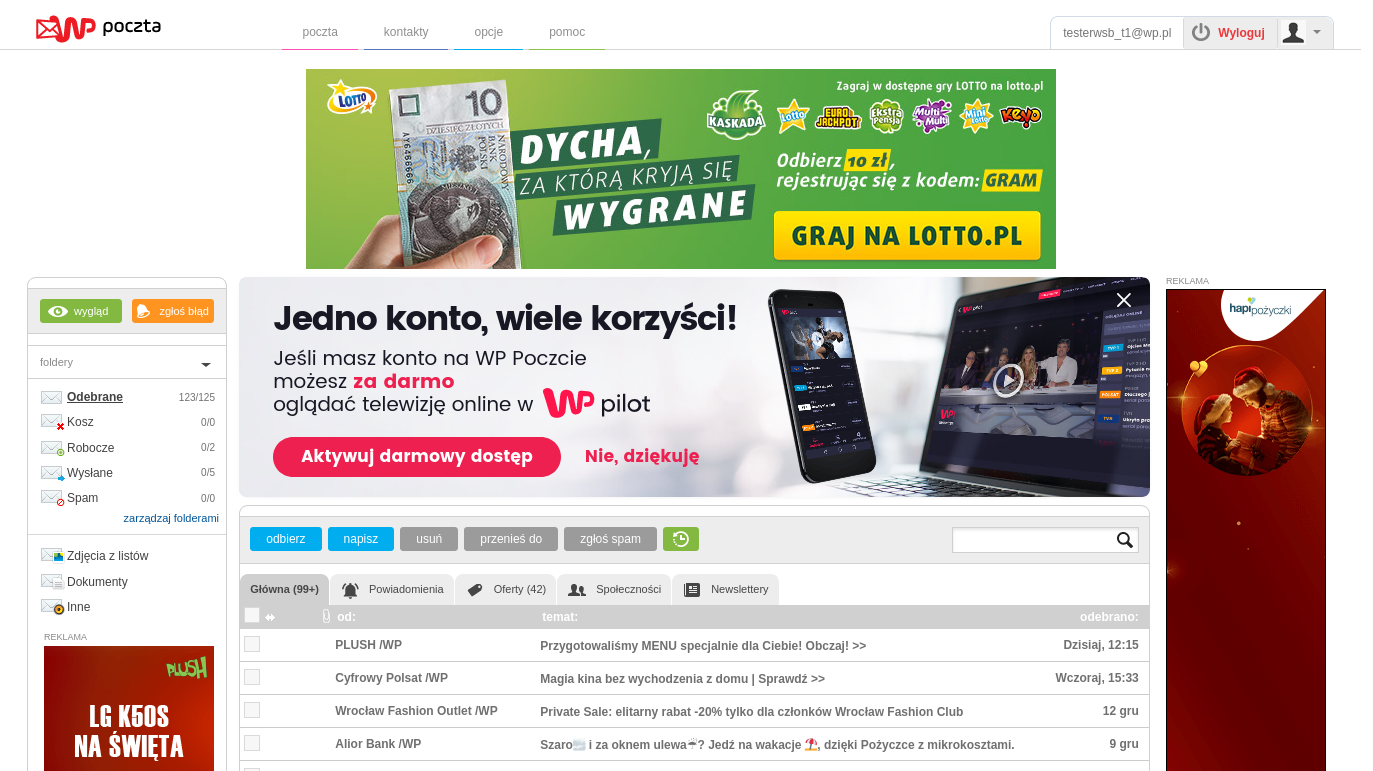 WP poczta
poczta
kontakty
opcje
pomoc
testerwsb_t1@wp.pl
Wyloguj
LOTTO
10
DZIESIĘĆ ZŁOTYCH
NARODOWY
BANK
POLSKI
AY6466666
DYCHA,
ZA KTÓRĄ KRYJĄ SIĘ
WYGRANE
Zagraj w dostępne gry LOTTO na lotto.pl
KASKADA
Lotto
EURO
JACKPOT
Ekstra
Pensja
Multi
Multi
Mini
Lotto
KENO
Odbierz 10 zł,
rejestrując się z kodem: GRAM
GRAJ NA LOTTO.PL
wygląd
zgłoś błąd
foldery
Odebrane 123/125
Kosz 0/0
Robocze 0/2
Wysłane 0/5
Spam 0/0
zarządzaj folderami
Zdjęcia z listów
Dokumenty
Inne
REKLAMA
PLUSH
LG K50S
NA ŚWIĘTA
Jedno konto, wiele korzyści!
Jeśli masz konto na WP Poczcie
możesz za darmo
oglądać telewizję online w WP pilot
Aktywuj darmowy dostęp
Nie, dziękuję
pilot
odbierz
napisz
usuń
przenieś do
zgłoś spam
Główna (99+)
Powiadomienia
Oferty (42)
Społeczności
Newslettery
od:
temat:
odebrano:
PLUSH /WP
Przygotowaliśmy MENU specjalnie dla Ciebie! Obczaj! >>
Dzisiaj, 12:15
Cyfrowy Polsat /WP
Magia kina bez wychodzenia z domu | Sprawdź >>
Wczoraj, 15:33
Wrocław Fashion Outlet /WP
Private Sale: elitarny rabat -20% tylko dla członków Wrocław Fashion Club
12 gru
Alior Bank /WP
Szaro🌫️ i za oknem ulewa☔? Jedź na wakacje ⛱️, dzięki Pożyczce z mikrokosztami.
9 gru
REKLAMA
hapi
pożyczki